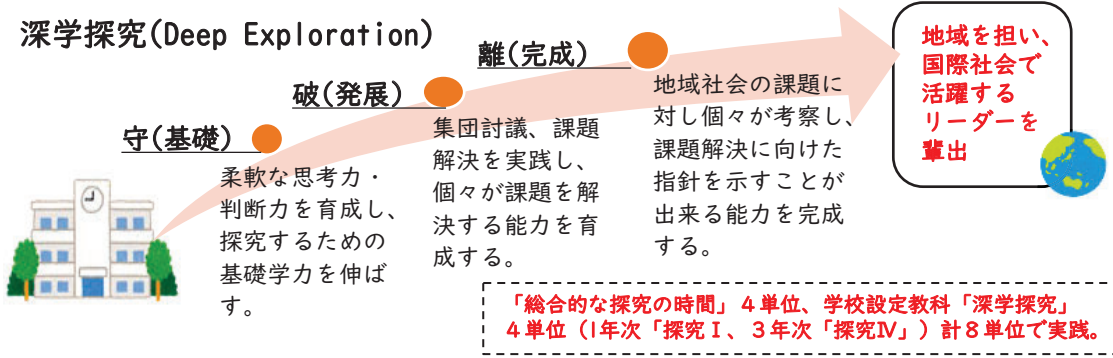 深学探究(Deep Exploration)
守(基礎)
柔軟な思考力・
判断力を育成し、
探究するための
基礎学力を伸ば
す。
破(発展)
集団討議、課題
解決を実践し、
個々が課題を解
決する能力を育
成する。
離(完成)
地域社会の課題に
対し個々が考察し、
課題解決に向けた
指針を示すことが
出来る能力を完成
する。
地域を担い、
国際社会で
活躍する
リーダーを
輩出
「総合的な探究の時間」４単位、学校設定教科「深学探究」
４単位（1年次「探究Ⅰ、３年次「探究Ⅳ」）計８単位で実践。